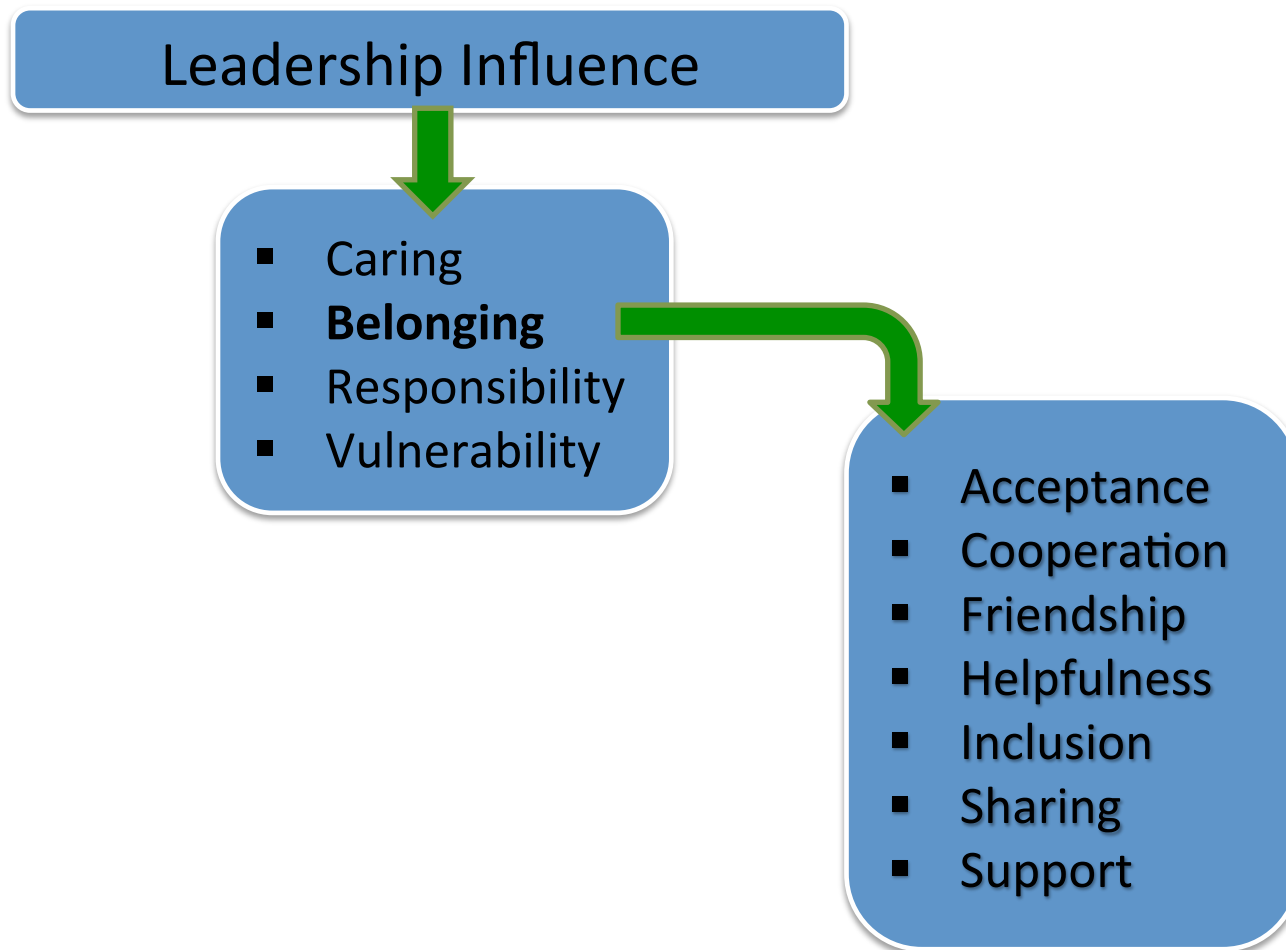 Leadership Influence
▪ Caring
▪ Belonging
▪ Responsibility
▪ Vulnerability
▪ Acceptance
▪ Cooperation
▪ Friendship
▪ Helpfulness
▪ Inclusion
▪ Sharing
▪ Support